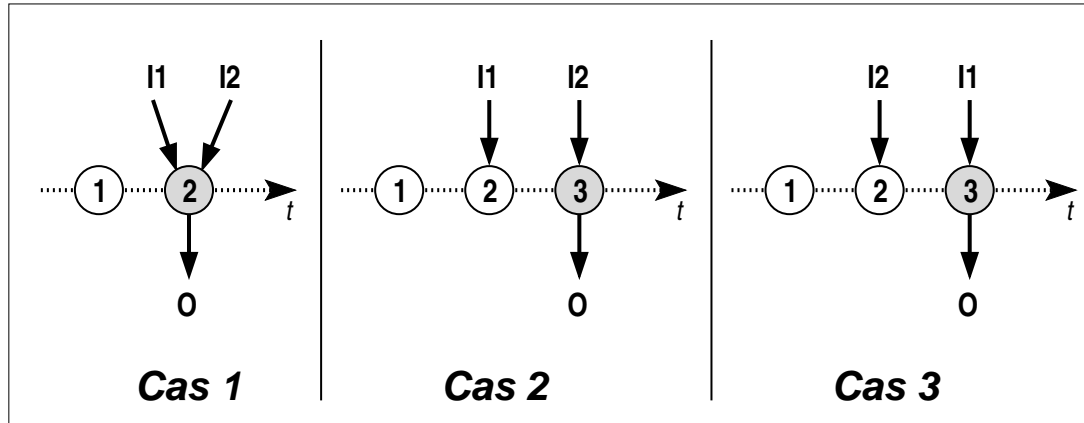 I1 I2
1 2 t
O
Cas 1
I1 I2
1 2 3 t
O
Cas 2
I2 I1
1 2 3 t
O
Cas 3